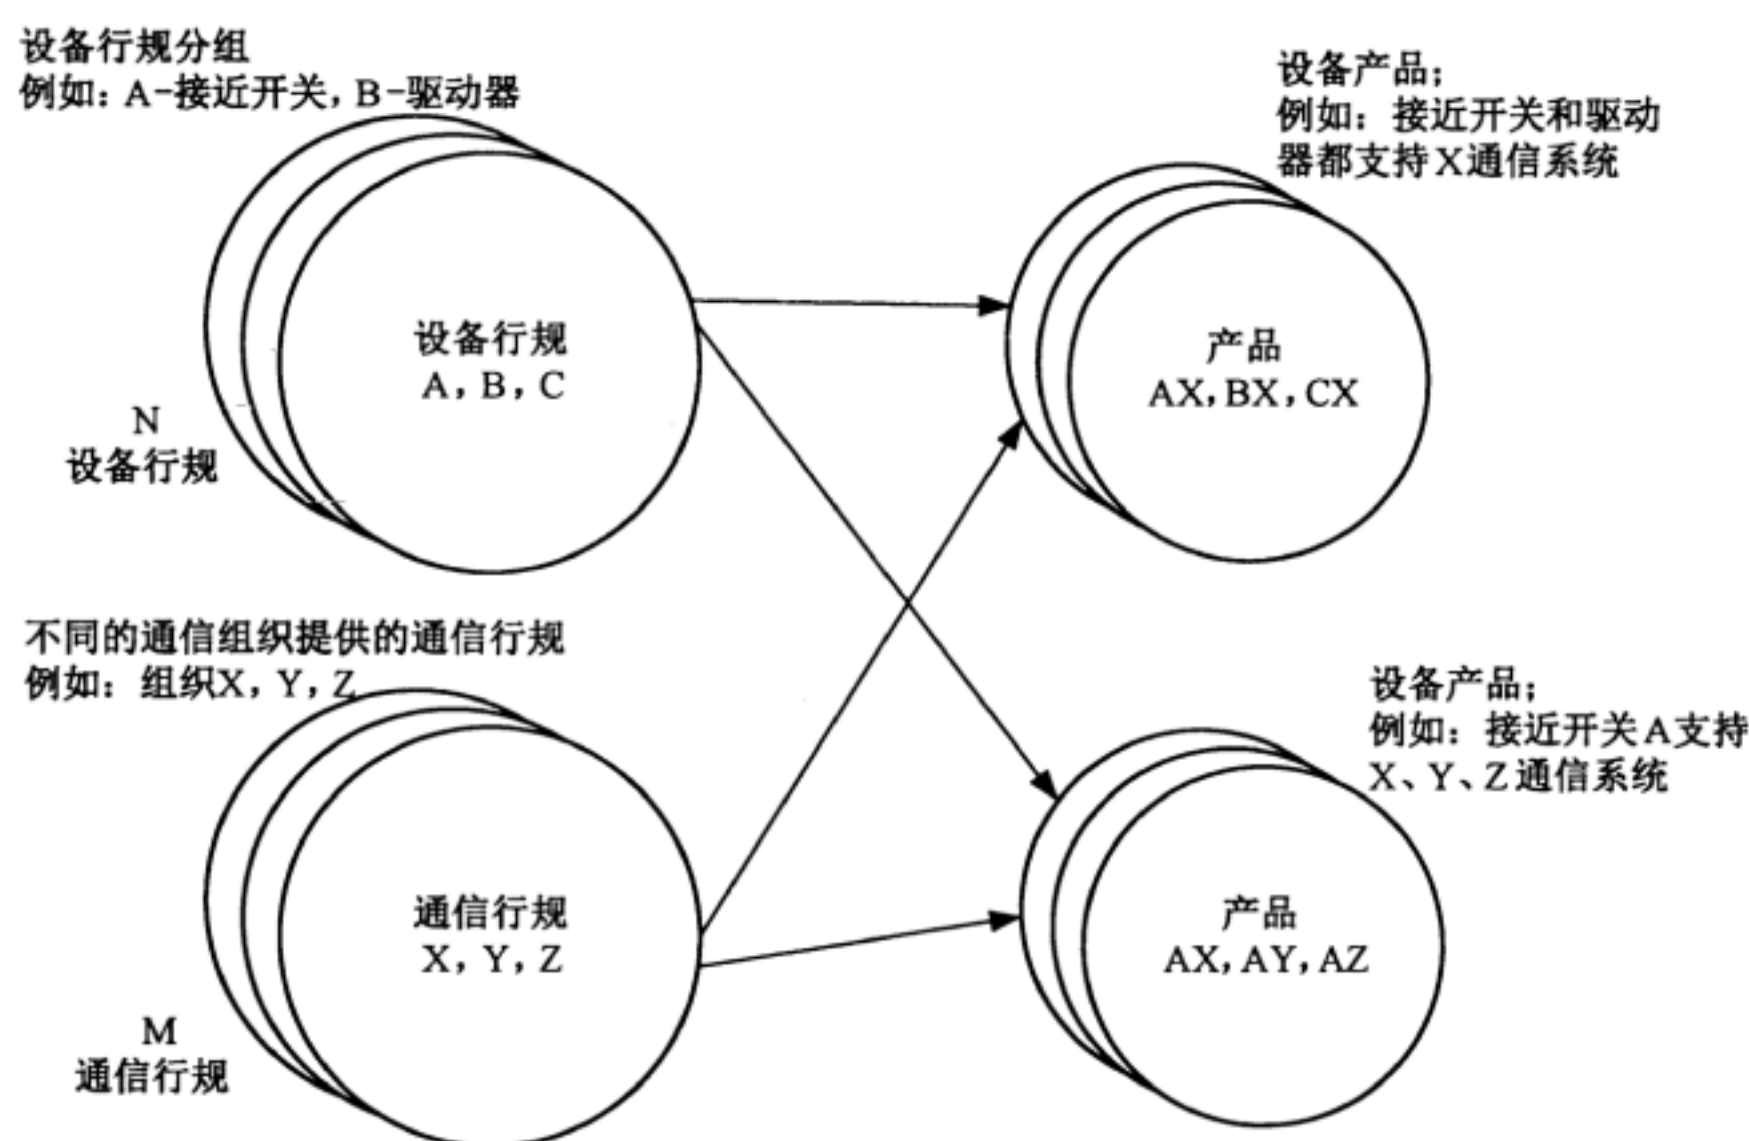 设备行规分组
例如：A-接近开关，B-驱动器
设备行规
A，B，C
N
设备行规
设备产品；
例如：接近开关和驱动
器都支持X通信系统
产品
AX，BX，CX
不同的通信组织提供的通信行规
例如：组织X，Y，Z
通信行规
X，Y，Z
M
通信行规
设备产品；
例如：接近开关A支持
X、Y、Z通信系统
产品
AX，AY，AZ